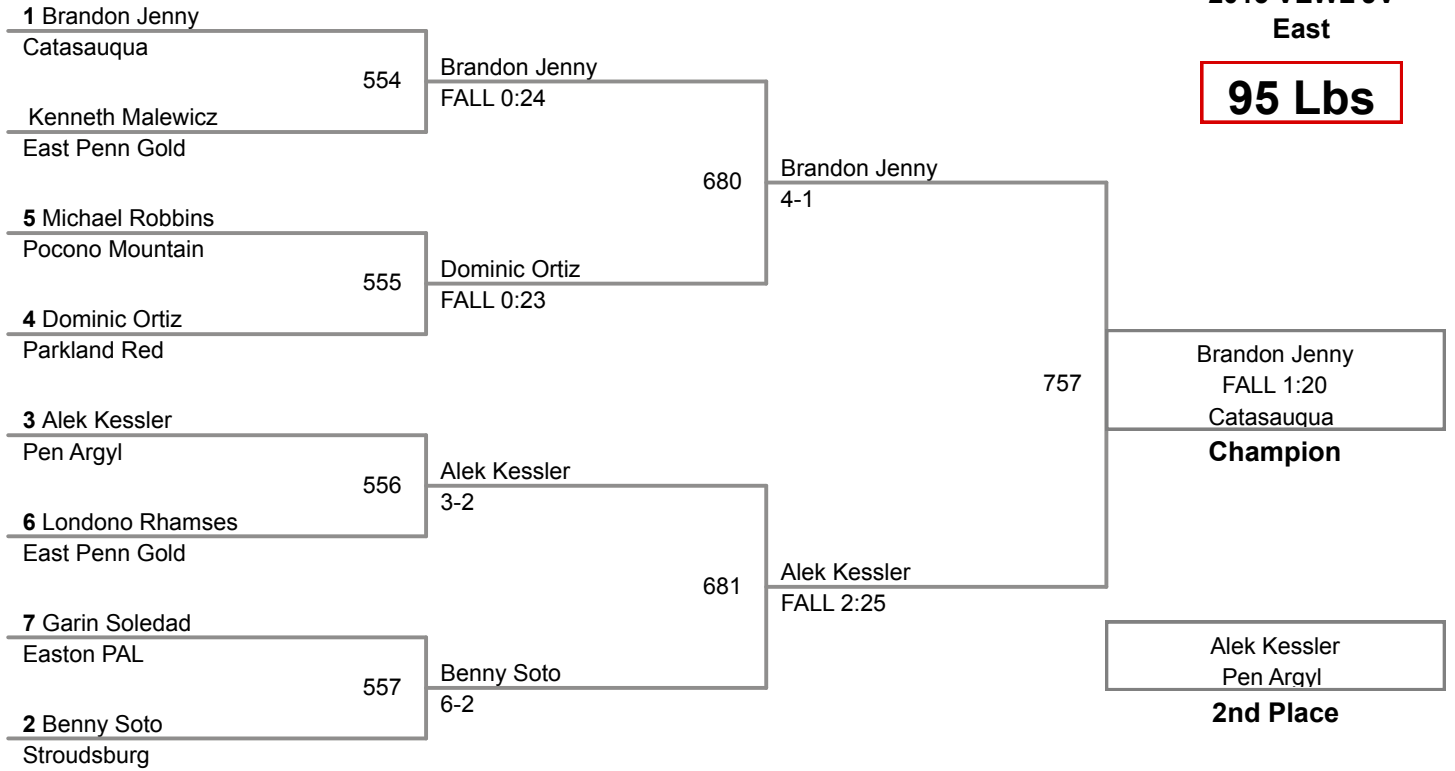 East
95 Lbs
1 Brandon Jenny
Catasauqua
554
Kenneth Malewicz
East Penn Gold
Brandon Jenny
FALL 0:24
5 Michael Robbins
Pocono Mountain
555
4 Dominic Ortiz
Parkland Red
Dominic Ortiz
FALL 0:23
680
Brandon Jenny
4-1
3 Alek Kessler
Pen Argyl
556
6 Londono Rhamses
East Penn Gold
Alek Kessler
3-2
7 Garin Soledad
Easton PAL
557
2 Benny Soto
Stroudsburg
Benny Soto
6-2
681
Alek Kessler
FALL 2:25
757
Brandon Jenny
FALL 1:20
Catasauqua
Champion
Alek Kessler
Pen Argyl
2nd Place